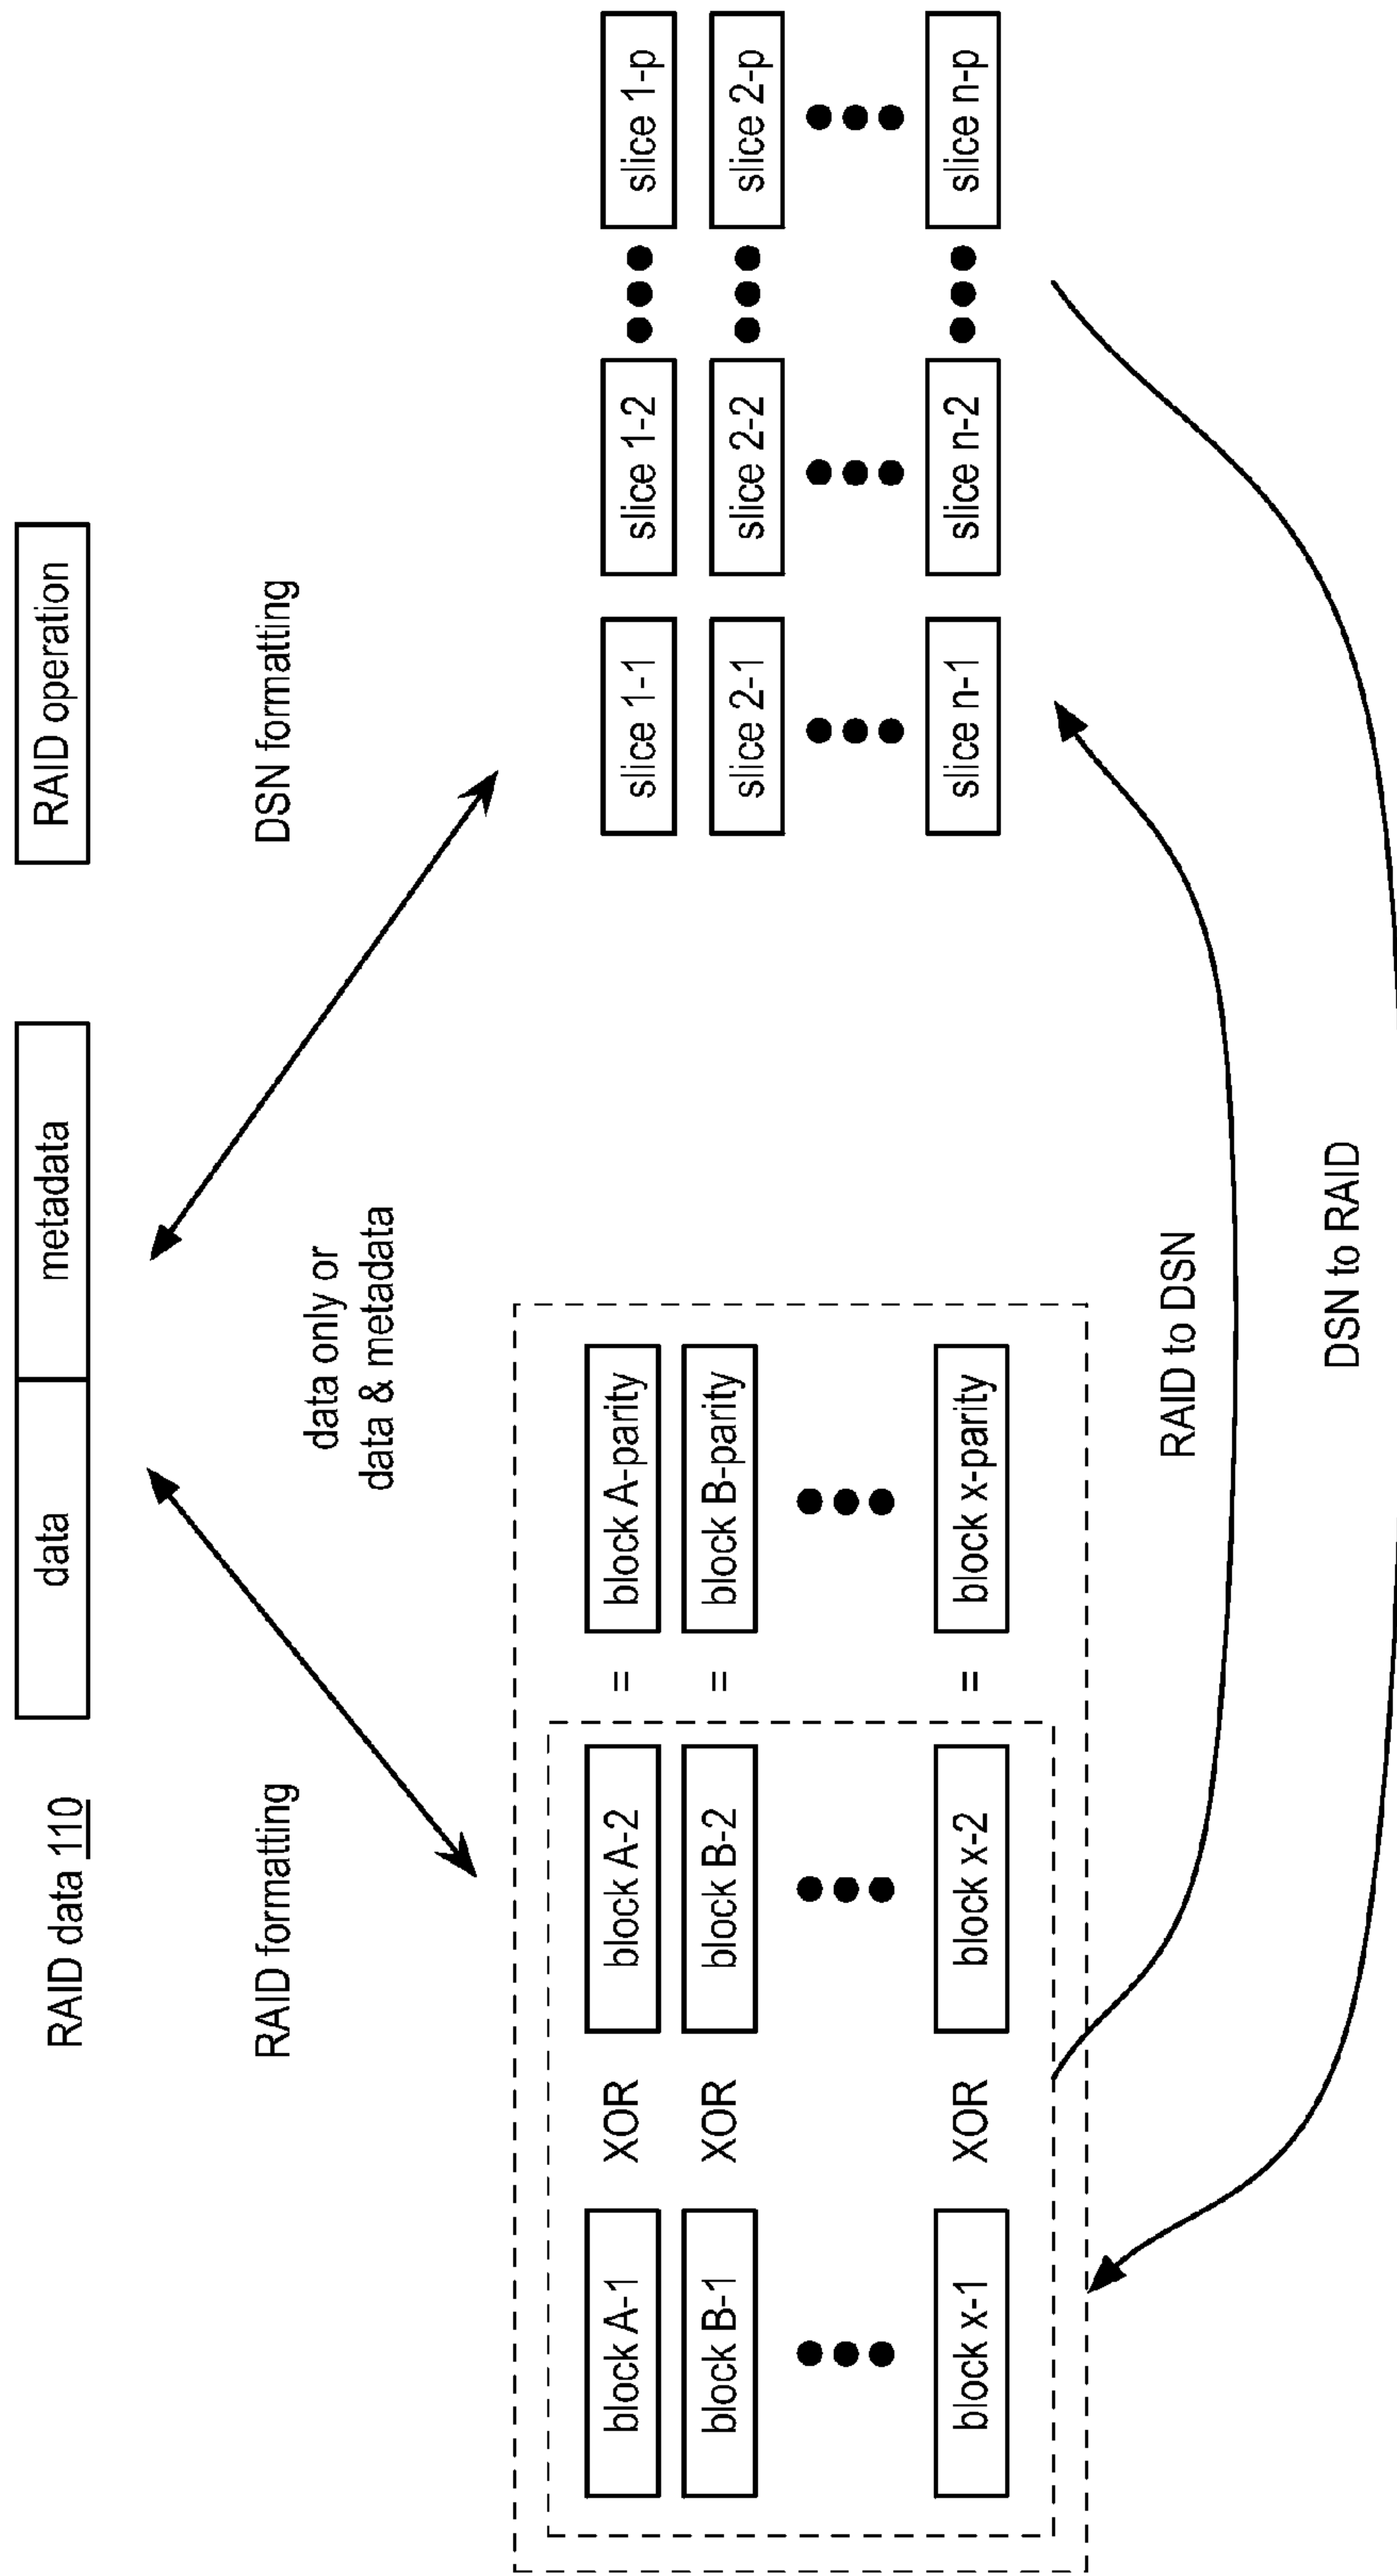 RAID data 110
data
metadata
RAID operation
RAID formatting
data only or
data & metadata
DSN formatting
block A-1
XOR
block A-2
=
block A-parity
block B-1
XOR
block B-2
=
block B-parity
block x-1
XOR
block x-2
=
block x-parity
slice 1-1
slice 1-2
slice 1-p
slice 2-1
slice 2-2
slice 2-p
slice n-1
slice n-2
slice n-p
RAID to DSN
DSN to RAID